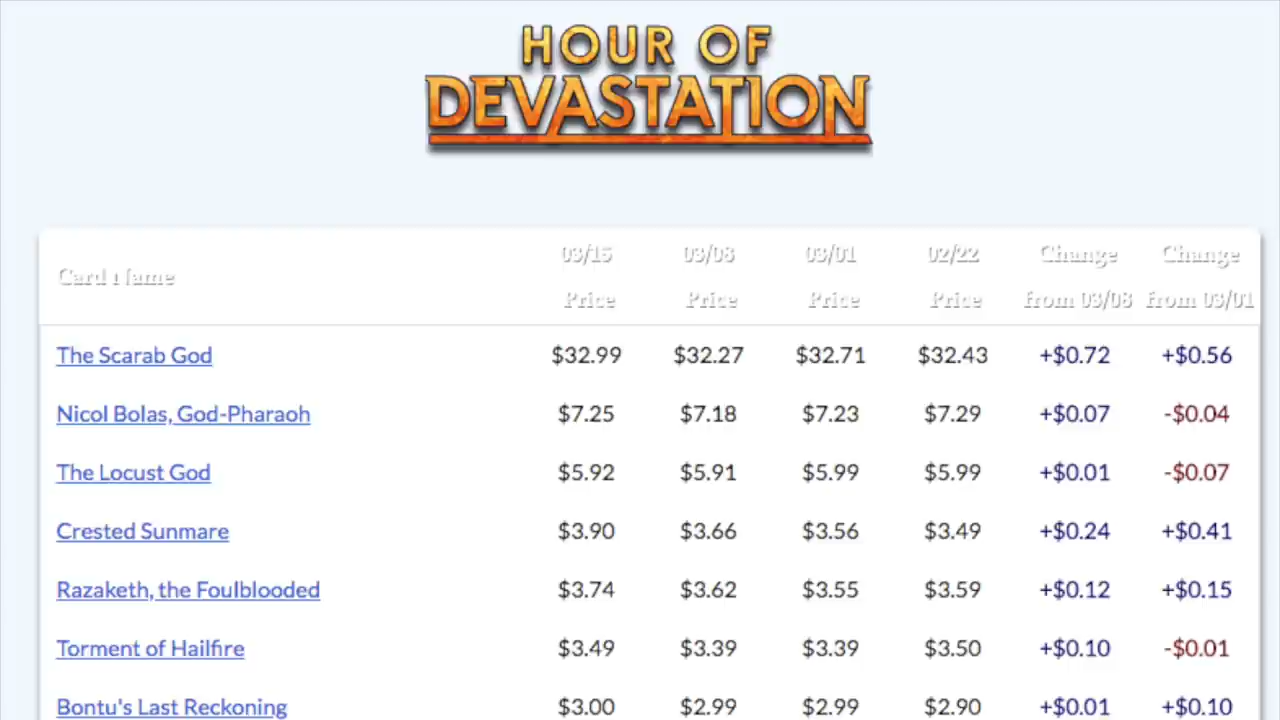 HOUR OF
DEVASTATION
Card Name 03/15 Price 03/08 Price 03/01 Price 02/22 Price Change from 03/08 Change from 03/01
The Scarab God $32.99 $32.27 $32.71 $32.43 +$0.72 +$0.56
Nicol Bolas, God-Pharaoh $7.25 $7.18 $7.23 $7.29 +$0.07 -$0.04
The Locust God $5.92 $5.91 $5.99 $5.99 +$0.01 -$0.07
Crested Sunmare $3.90 $3.66 $3.56 $3.49 +$0.24 +$0.41
Razaketh, the Foulblooded $3.74 $3.62 $3.55 $3.59 +$0.12 +$0.15
Torment of Hailfire $3.49 $3.39 $3.39 $3.50 +$0.10 -$0.01
Bontu's Last Reckoning $3.00 $2.99 $2.99 $2.90 +$0.01 +$0.10